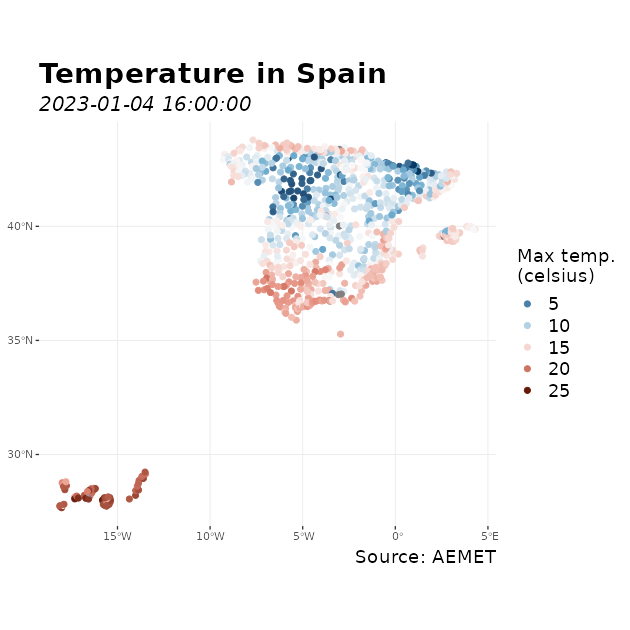 Temperature in Spain
2023-01-04 16:00:00
40°N
35°N
30°N
15°W
10°W
5°W
0°
5°E
Max temp.
(celsius)
5
10
15
20
25
Source: AEMET